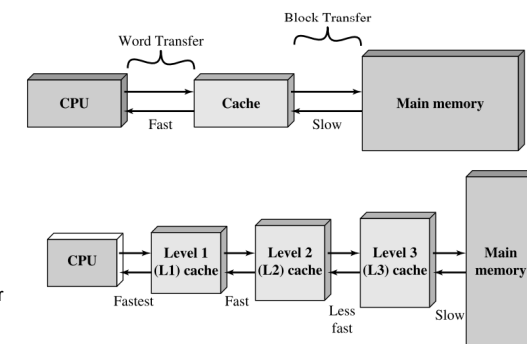 Block Transfer
Word Transfer
CPU
Cache
Main memory
Fast
Slow
CPU
Level 1
(L1) cache
Level 2
(L2) cache
Level 3
(L3) cache
Main
memory
Fastest
Fast
Less
fast
Slow
r